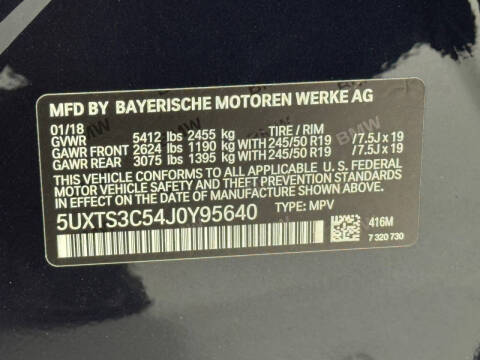 MFD BY BAYERISCHE MOTOREN WERKE AG
01/18
GVWR 5412 lbs 2455 kg TIRE / RIM
GAWR FRONT 2624 lbs 1190 kg WITH 245/50 R19 /7.5J x 19
GAWR REAR 3075 lbs 1395 kg WITH 245/50 R19 /7.5J x 19
THIS VEHICLE CONFORMS TO ALL APPLICABLE U. S. FEDERAL
MOTOR VEHICLE SAFETY, BUMPER, AND THEFT PREVENTION STANDARDS
IN EFFECT ON THE DATE OF MANUFACTURE SHOWN ABOVE.
5UXTS3C54J0Y95640 TYPE: MPV
416M
7 320 730